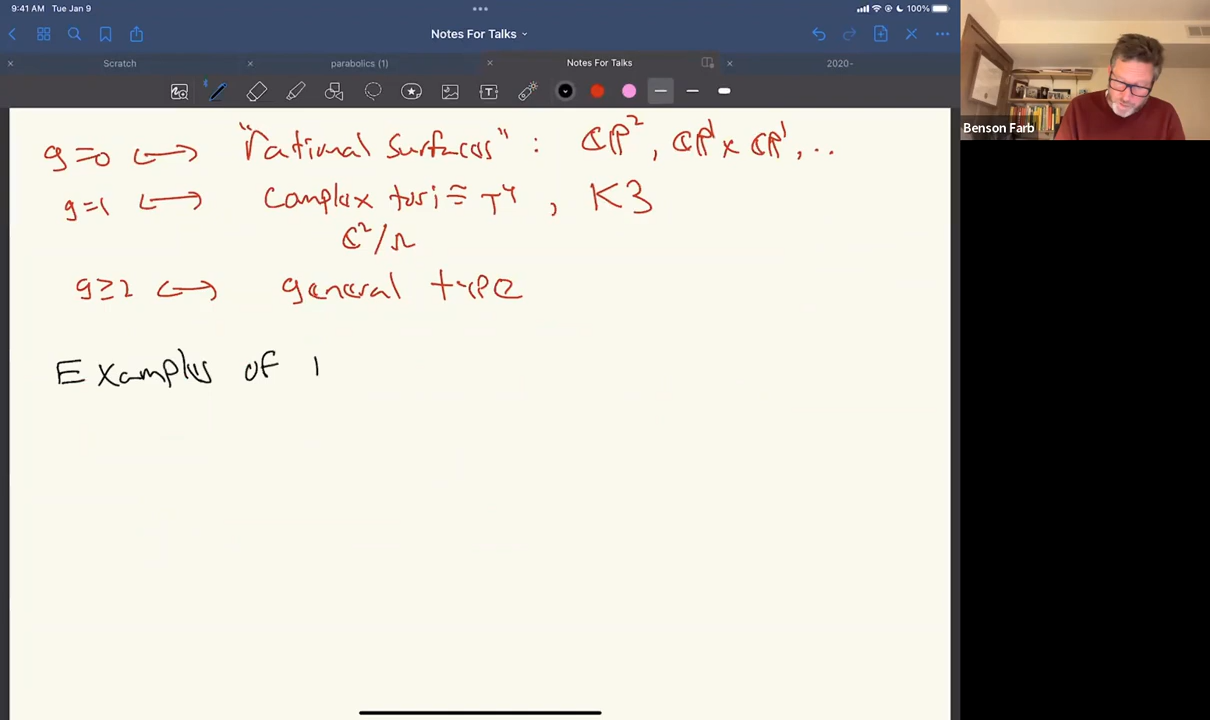 9:41 AM Tue Jan 9
100%
Notes For Talks
Scratch
parabolics (1)
Notes For Talks
2020-
Benson Farb
g=0 ⟷ "rational surfaces" : ℂP², ℂP¹ x ℂP¹, ...
g=1 ⟷ complex tori ≅ T⁴ , K3
ℂ²/Ω
g≥2 ⟷ general type
Examples of